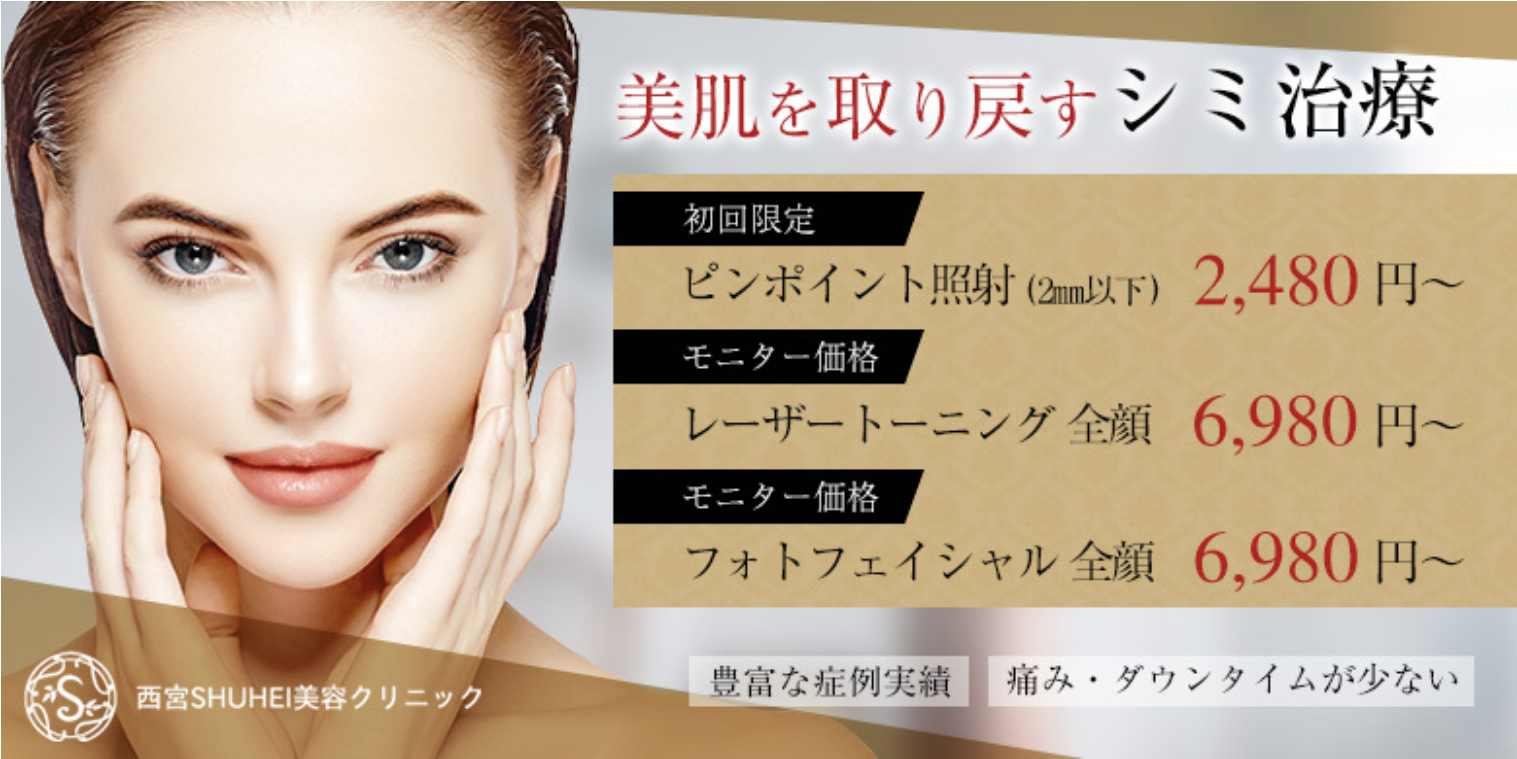 美肌を取り戻すシミ治療
初回限定
ピンポイント照射(2mm以下) 2,480円～
モニター価格
レーザートーニング 全顔 6,980円～
モニター価格
フォトフェイシャル 全顔 6,980円～
豊富な症例実績 痛み・ダウンタイムが少ない
S 西宮SHUHEI美容クリニック